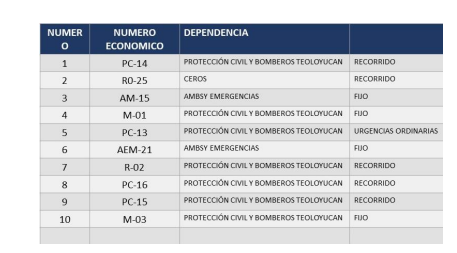 NUMER
O
NUMERO
ECONOMICO
DEPENDENCIA
1 PC-14 PROTECCIÓN CIVIL Y BOMBEROS TEOLOYUCAN RECORRIDO
2 R0-25 CEROS RECORRIDO
3 AM-15 AMBSY EMERGENCIAS FIJO
4 M-01 PROTECCIÓN CIVIL Y BOMBEROS TEOLOYUCAN FIJO
5 PC-13 PROTECCIÓN CIVIL Y BOMBEROS TEOLOYUCAN URGENCIAS ORDINARIAS
6 AEM-21 AMBSY EMERGENCIAS FIJO
7 R-02 PROTECCIÓN CIVIL Y BOMBEROS TEOLOYUCAN RECORRIDO
8 PC-16 PROTECCIÓN CIVIL Y BOMBEROS TEOLOYUCAN RECORRIDO
9 PC-15 PROTECCIÓN CIVIL Y BOMBEROS TEOLOYUCAN RECORRIDO
10 M-03 PROTECCIÓN CIVIL Y BOMBEROS TEOLOYUCAN FIJO